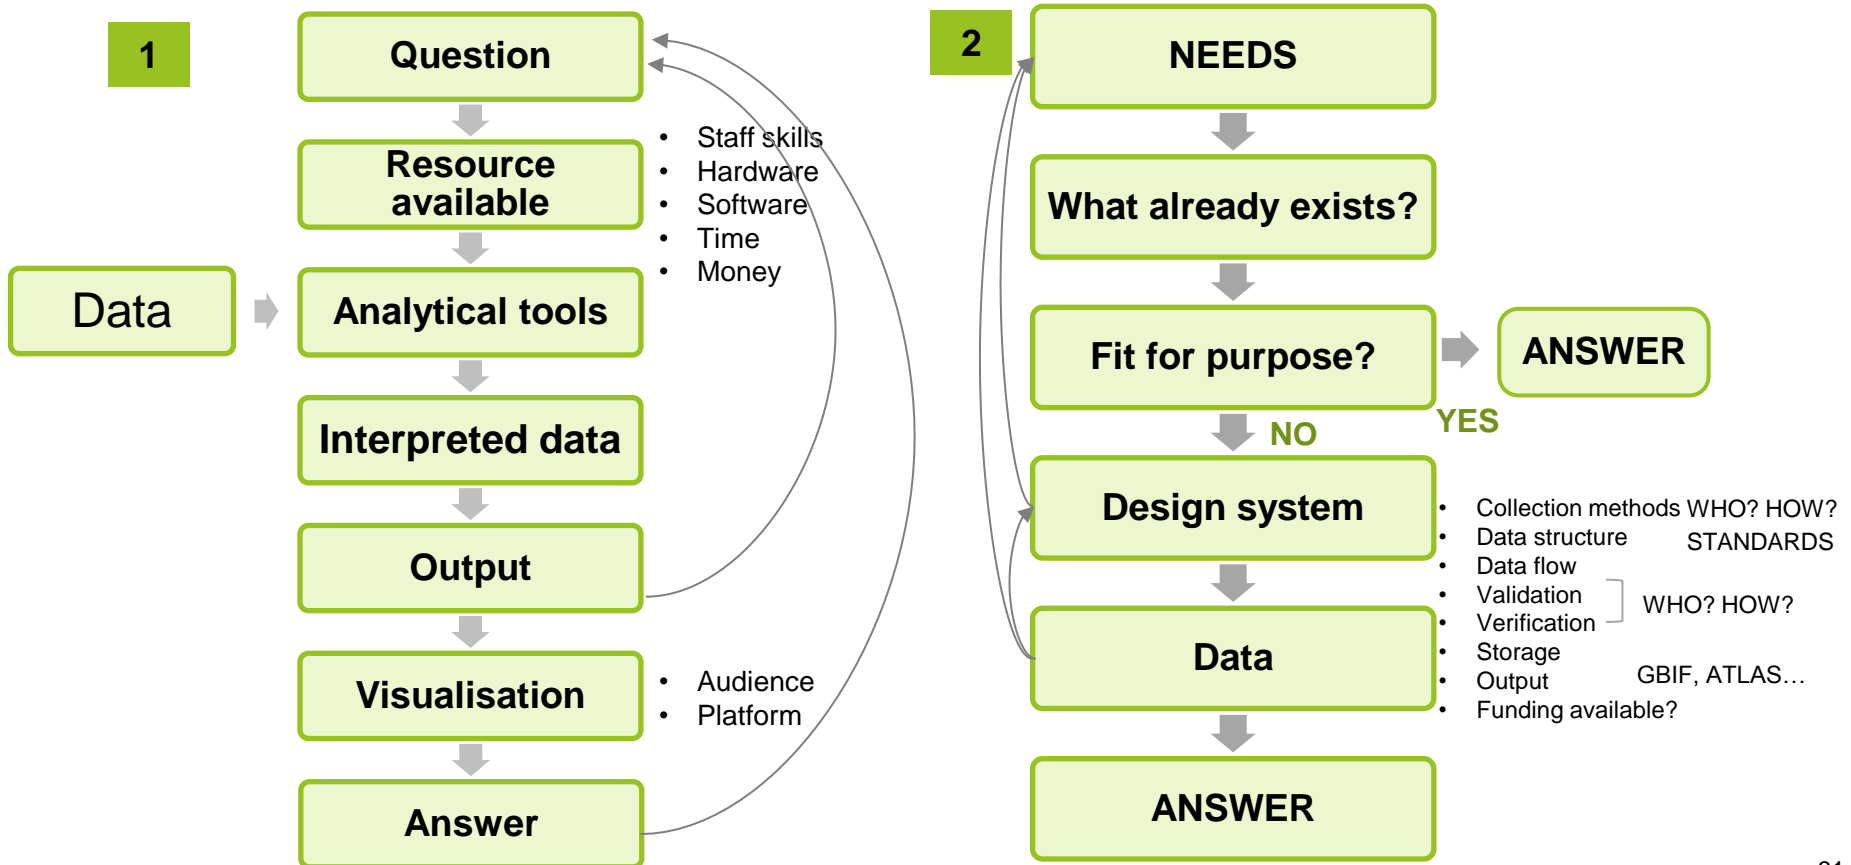 1
Question
Resource
available
• Staff skills
• Hardware
• Software
• Time
• Money
Data
Analytical tools
Interpreted data
Output
Visualisation
• Audience
• Platform
Answer
2
NEEDS
What already exists?
Fit for purpose?
ANSWER
YES
NO
Design system
• Collection methods WHO? HOW?
• Data structure STANDARDS
• Data flow
• Validation
• Verification
WHO? HOW?
• Storage
• Output GBIF, ATLAS…
• Funding available?
Data
ANSWER